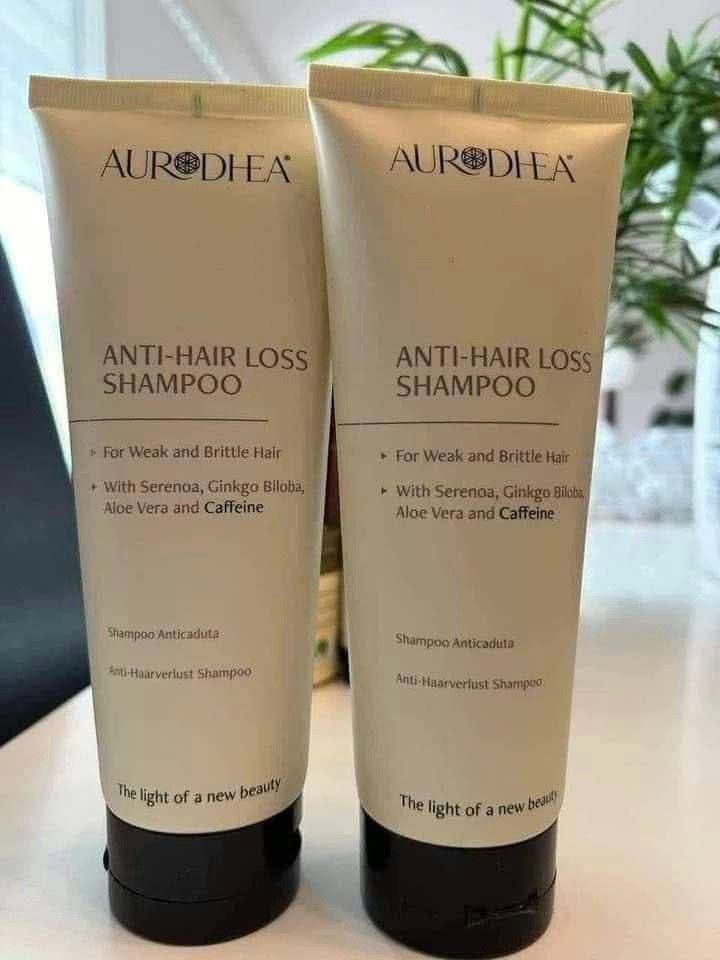 AURODHEA®
ANTI-HAIR LOSS
SHAMPOO
For Weak and Brittle Hair
With Serenoa, Ginkgo Biloba,
Aloe Vera and Caffeine
Shampoo Anticaduta
Anti-Haarverlust Shampoo
The light of a new beauty
AURODHEA®
ANTI-HAIR LOSS
SHAMPOO
For Weak and Brittle Hair
With Serenoa, Ginkgo Biloba,
Aloe Vera and Caffeine
Shampoo Anticaduta
Anti-Haarverlust Shampoo
The light of a new beauty